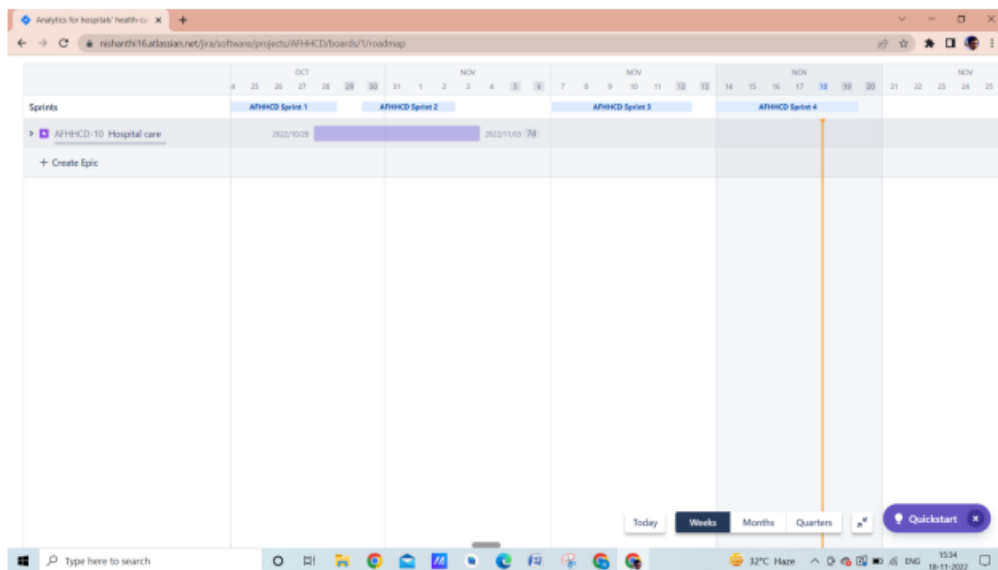 Analytics for hospitals' health-ca
nishanthi16.atlassian.net/jira/software/projects/AFHHCD/boards/1/roadmap
OCT NOV NOV NOV NOV
4 25 26 27 28 29 30 31 1 2 3 4 5 6 7 8 9 10 11 12 13 14 15 16 17 18 19 20 21 22 23 24 25
Sprints AFHHCD Sprint 1 AFHHCD Sprint 2 AFHHCD Sprint 3 AFHHCD Sprint 4
AFHHCD-10 Hospital care 2022/10/28 2022/11/03 7d
+ Create Epic
Today Weeks Months Quarters Quickstart
Type here to search 32°C Haze ENG 15:34
18-11-2022